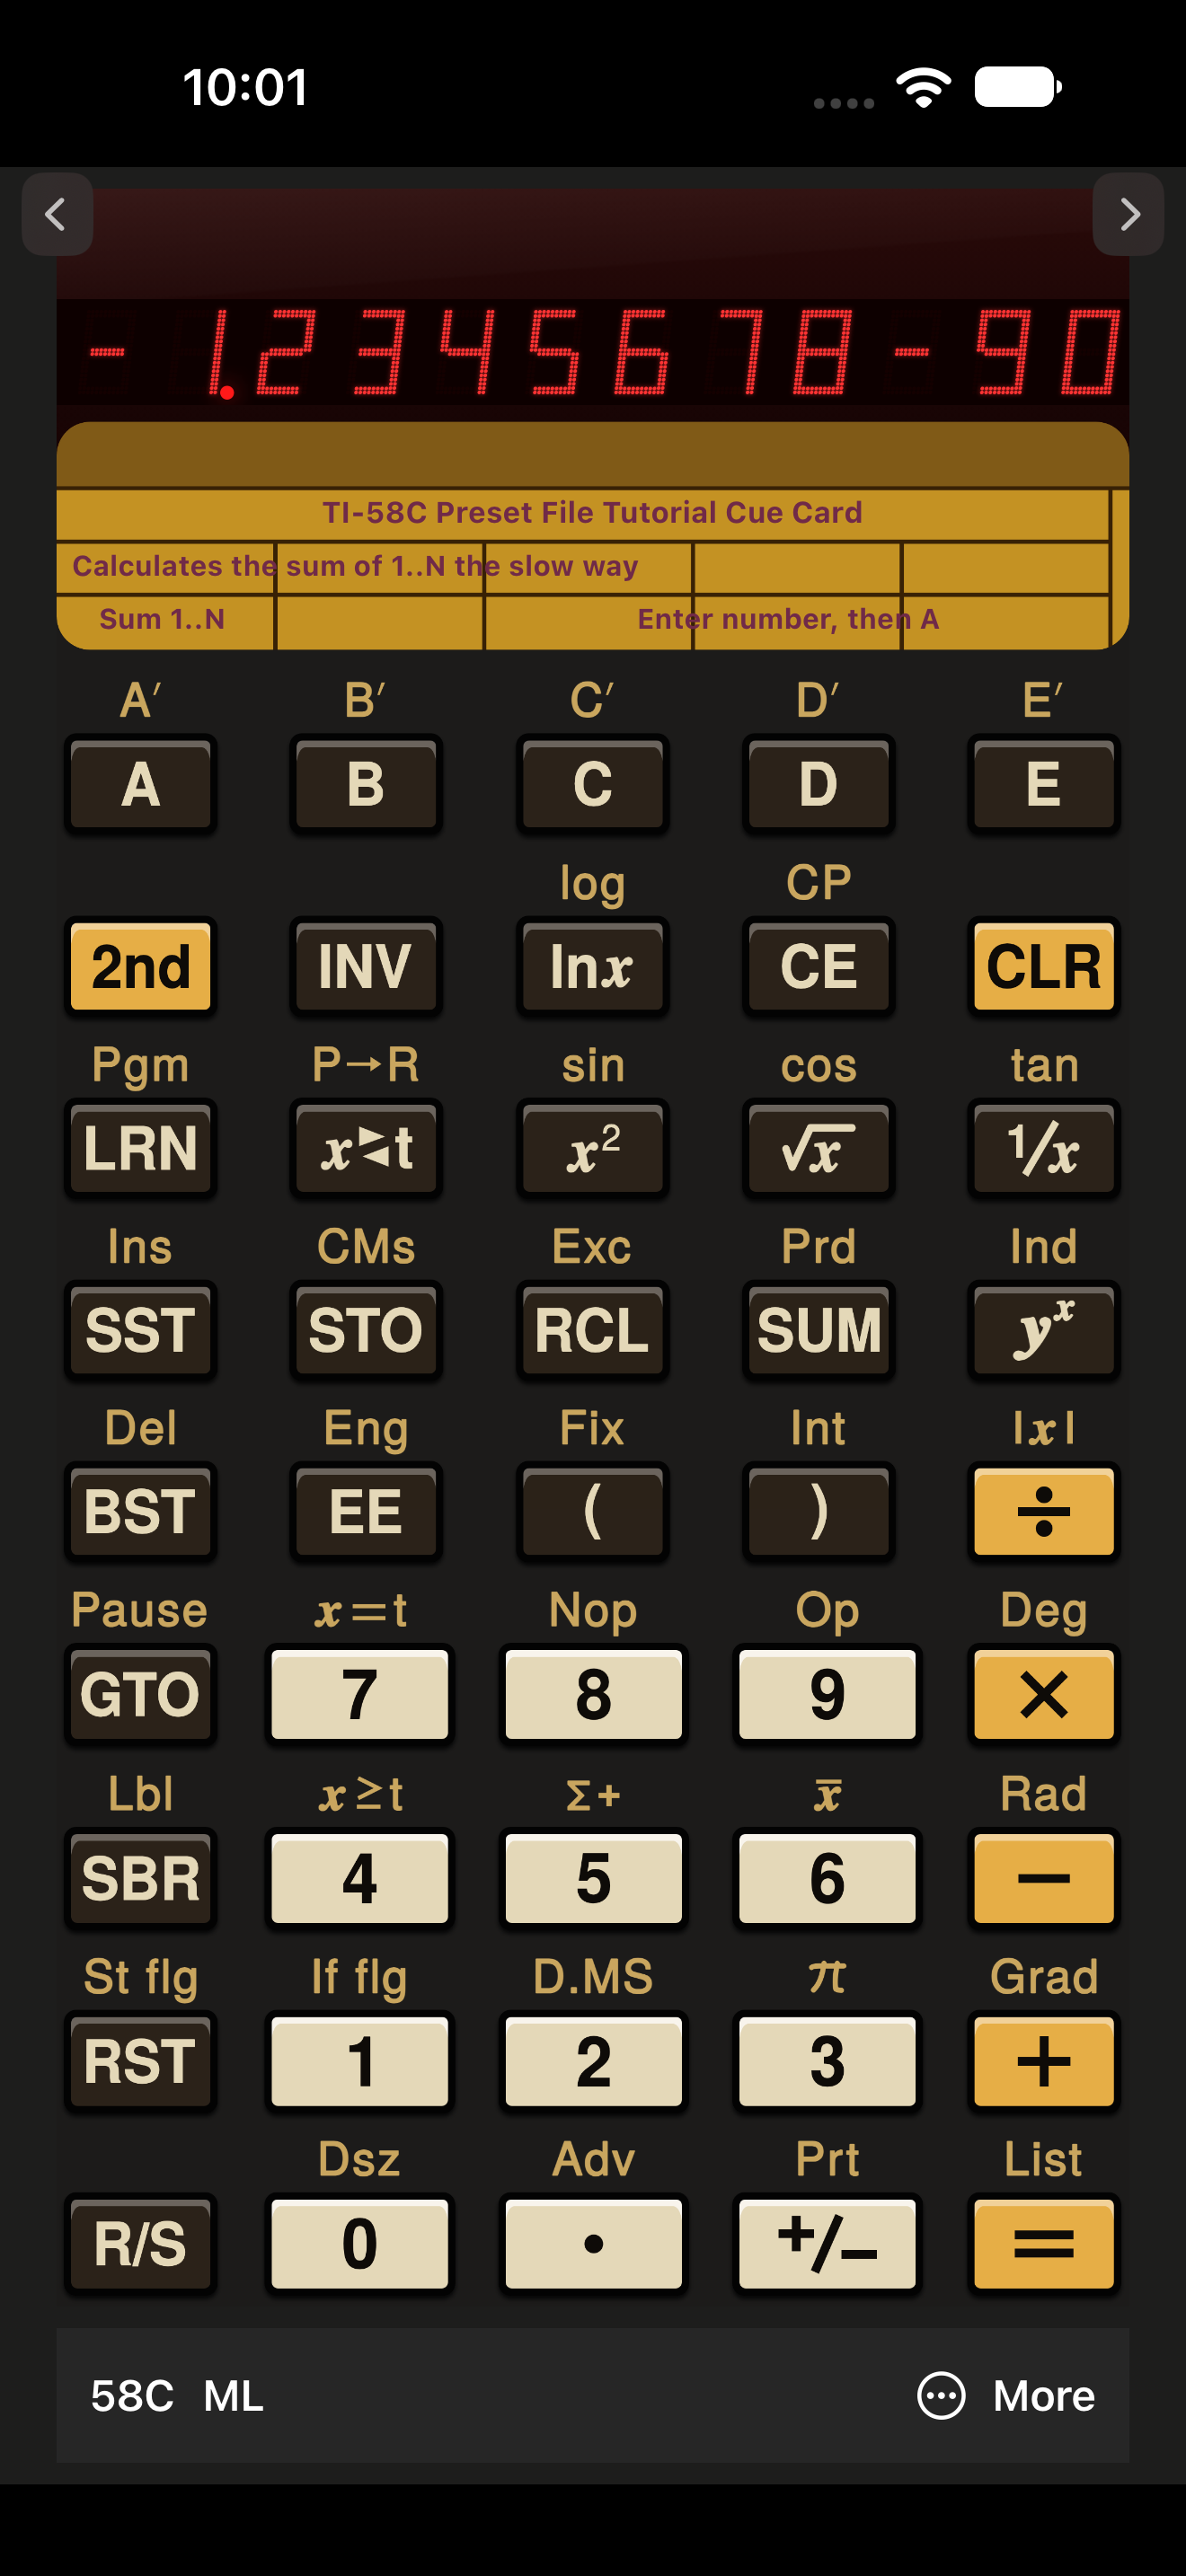 10:01
-1.2345678-90
TI-58C Preset File Tutorial Cue Card
Calculates the sum of 1..N the slow way
Sum 1..N Enter number, then A
A′ B′ C′ D′ E′
A B C D E
log CP
2nd INV lnx CE CLR
Pgm P→R sin cos tan
LRN x⮂t x² √x 1/x
Ins CMs Exc Prd Ind
SST STO RCL SUM yˣ
Del Eng Fix Int |x|
BST EE ( ) ÷
Pause x=t Nop Op Deg
GTO 7 8 9 ×
Lbl x≥t Σ+ x̅ Rad
SBR 4 5 6 −
St flg If flg D.MS π Grad
RST 1 2 3 +
Dsz Adv Prt List
R/S 0 . +/− =
58C ML More